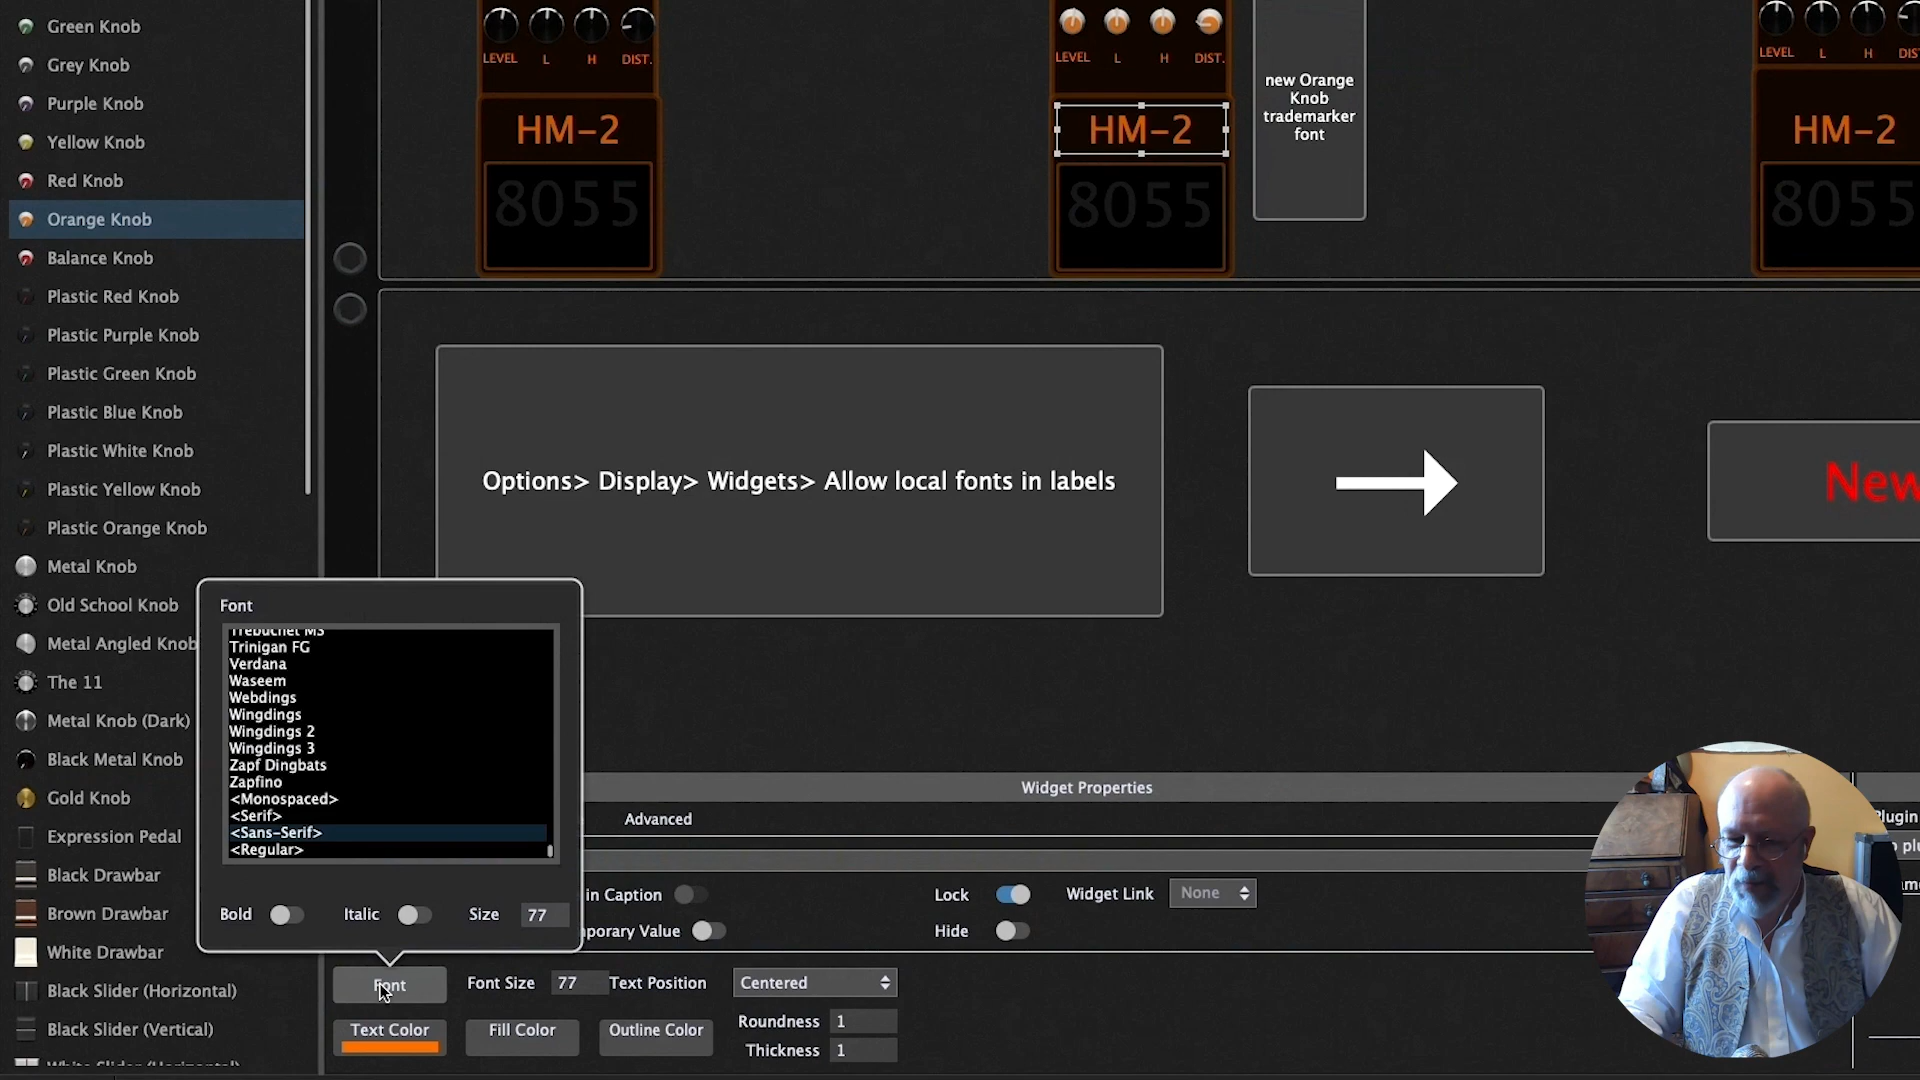 Green Knob
Grey Knob
Purple Knob
Yellow Knob
Red Knob
Orange Knob
Balance Knob
Plastic Red Knob
Plastic Purple Knob
Plastic Green Knob
Plastic Blue Knob
Plastic White Knob
Plastic Yellow Knob
Plastic Orange Knob
Metal Knob
Old School Knob
Metal Angled Knob
The 11
Metal Knob (Dark)
Black Metal Knob
Gold Knob
Expression Pedal
Black Drawbar
Brown Drawbar
White Drawbar
Black Slider (Horizontal)
Black Slider (Vertical)
White Slider (Horizontal)
LEVEL L H DIST.
HM-2
8055
LEVEL L H DIST.
HM-2
8055
new Orange
Knob
trademarker
font
LEVEL L H DIS
HM-2
8055
Options> Display> Widgets> Allow local fonts in labels
New
Font
Trebuchet MS
Trinigan FG
Verdana
Waseem
Webdings
Wingdings
Wingdings 2
Wingdings 3
Zapf Dingbats
Zapfino
<Monospaced>
<Serif>
<Sans-Serif>
<Regular>
Bold Italic Size 77
Widget Properties
Advanced
in Caption Lock Widget Link None
porary Value Hide
Font Font Size 77 Text Position Centered
Text Color Fill Color Outline Color Roundness 1
Thickness 1
Plugin